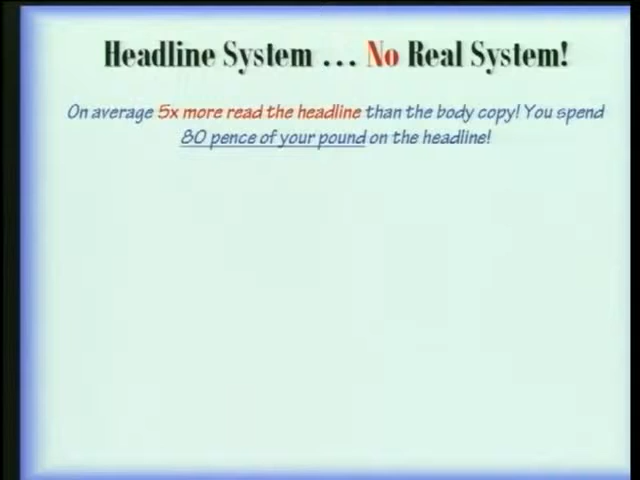 Headline System ... No Real System!
On average 5x more read the headline than the body copy! You spend
80 pence of your pound on the headline!